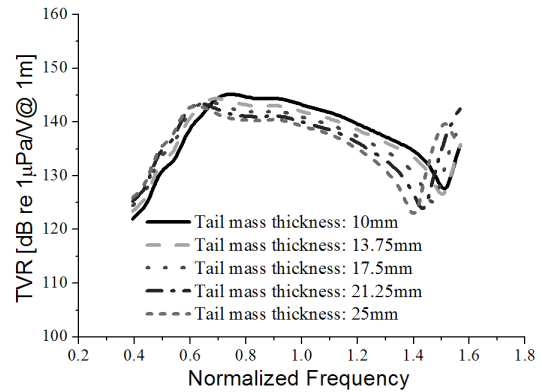 TVR [dB re 1μPa/V@ 1m]
160
150
140
130
120
110
100
Tail mass thickness: 10mm
Tail mass thickness: 13.75mm
Tail mass thickness: 17.5mm
Tail mass thickness: 21.25mm
Tail mass thickness: 25mm
0.2 0.4 0.6 0.8 1.0 1.2 1.4 1.6 1.8
Normalized Frequency